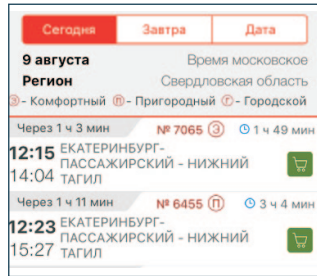 Сегодня Завтра Дата
9 августа Время московское
Регион Свердловская область
Э - Комфортный П - Пригородный Г - Городской
Через 1 ч 3 мин № 7065 Э 1 ч 49 мин
12:15 ЕКАТЕРИНБУРГ-
ПАССАЖИРСКИЙ - НИЖНИЙ
14:04 ТАГИЛ
Через 1 ч 11 мин № 6455 П 3 ч 4 мин
12:23 ЕКАТЕРИНБУРГ-
ПАССАЖИРСКИЙ - НИЖНИЙ
15:27 ТАГИЛ